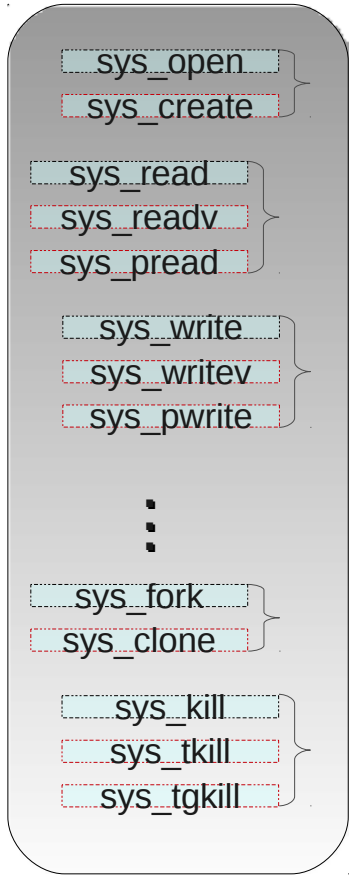 sys_open
sys_create
sys_read
sys_readv
sys_pread
sys_write
sys_writev
sys_pwrite
sys_fork
sys_clone
sys_kill
sys_tkill
sys_tgkill